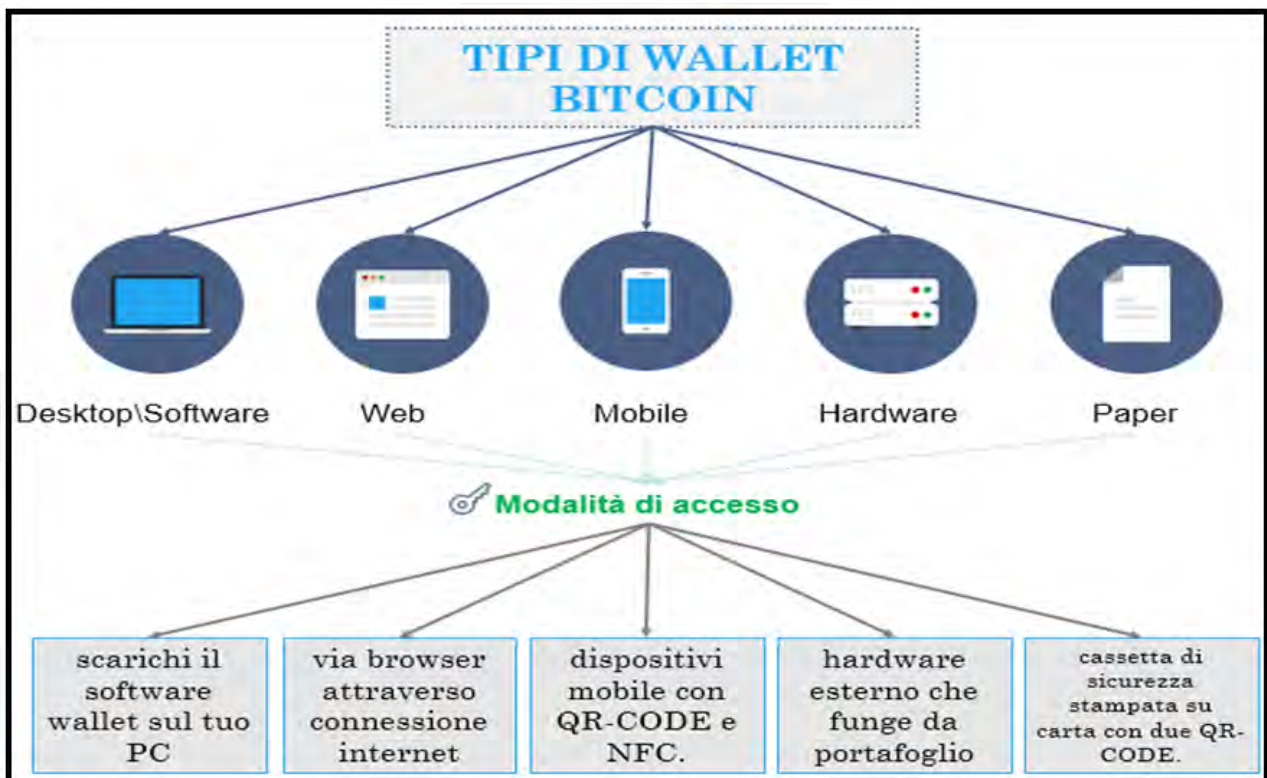 TIPI DI WALLET
BITCOIN
Desktop\Software
Web
Mobile
Hardware
Paper
Modalità di accesso
scarichi il
software
wallet sul tuo
PC
via browser
attraverso
connessione
internet
dispositivi
mobile con
QR-CODE e
NFC.
hardware
esterno che
funge da
portafoglio
cassetta di
sicurezza
stampata su
carta con due QR-
CODE.